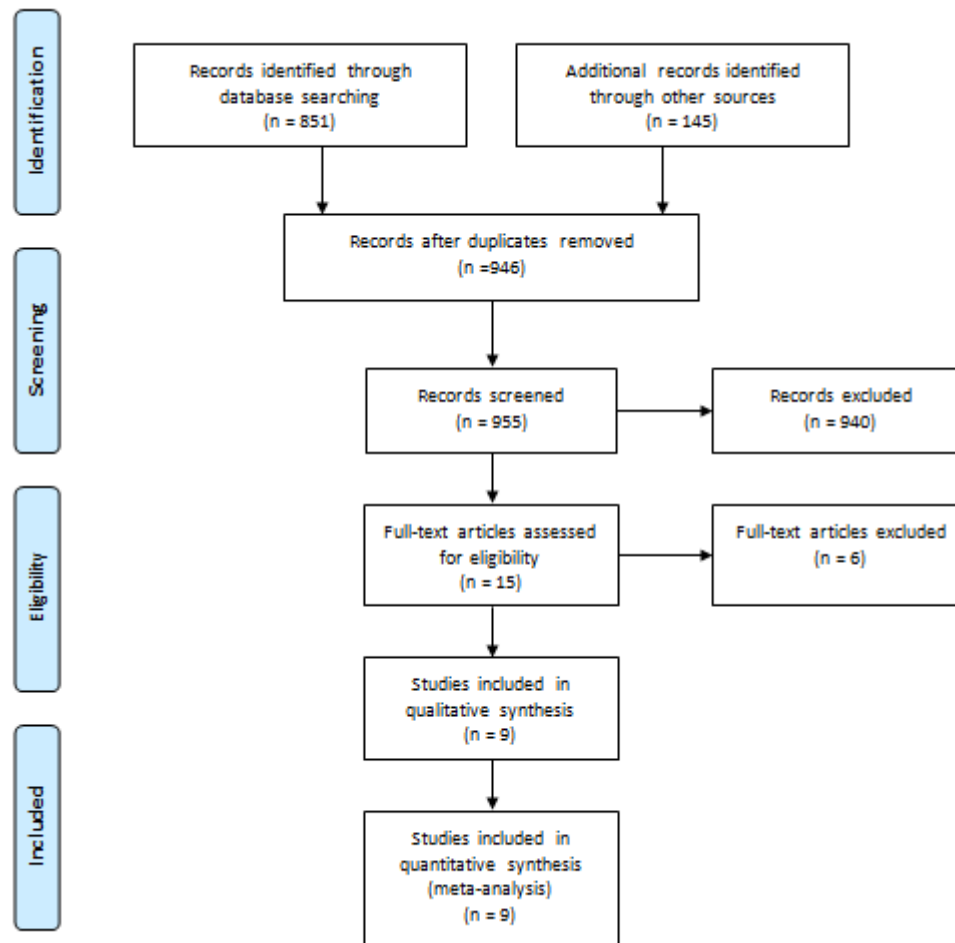 Identification
Records identified through
database searching
(n = 851)
Additional records identified
through other sources
(n = 145)
Screening
Records after duplicates removed
(n =946)
Records screened
(n = 955)
Records excluded
(n = 940)
Eligibility
Full-text articles assessed
for eligibility
(n = 15)
Full-text articles excluded
(n = 6)
Studies included in
qualitative synthesis
(n = 9)
Included
Studies included in
quantitative synthesis
(meta-analysis)
(n = 9)